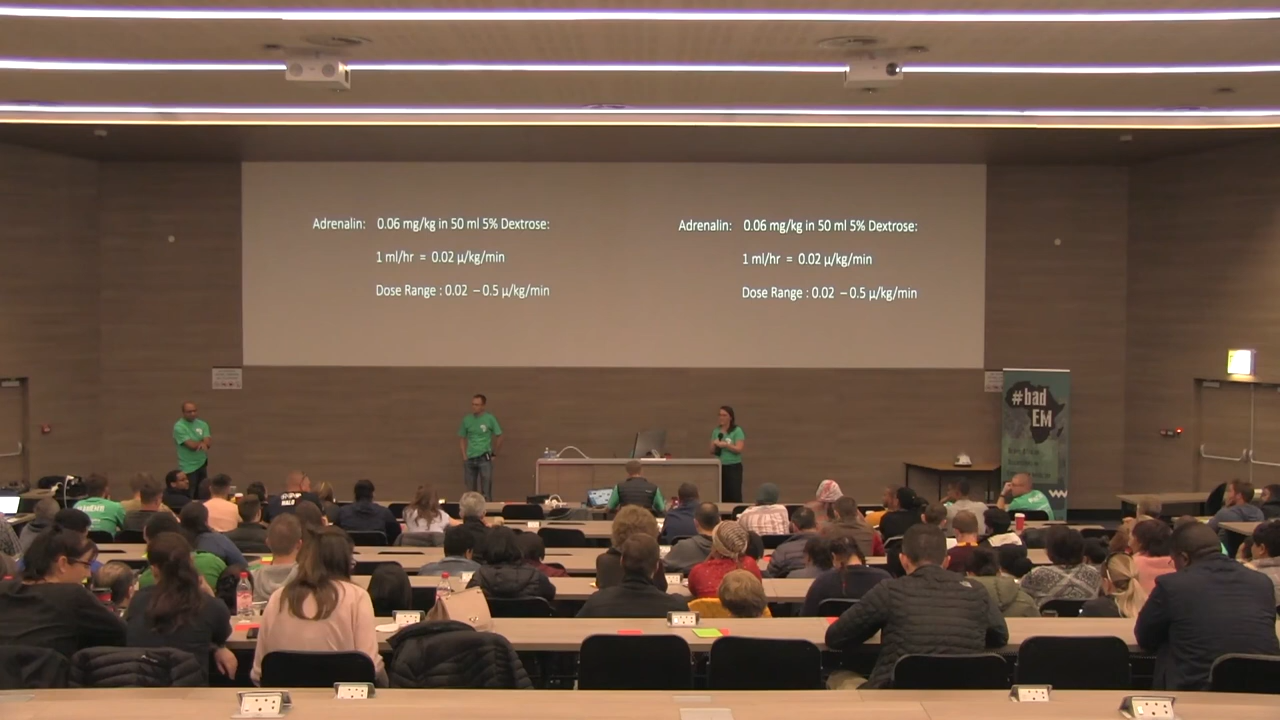 Adrenalin: 0.06 mg/kg in 50 ml 5% Dextrose:
1 ml/hr = 0.02 µ/kg/min
Dose Range : 0.02 – 0.5 µ/kg/min
Adrenalin: 0.06 mg/kg in 50 ml 5% Dextrose:
1 ml/hr = 0.02 µ/kg/min
Dose Range : 0.02 – 0.5 µ/kg/min
#bad
EM